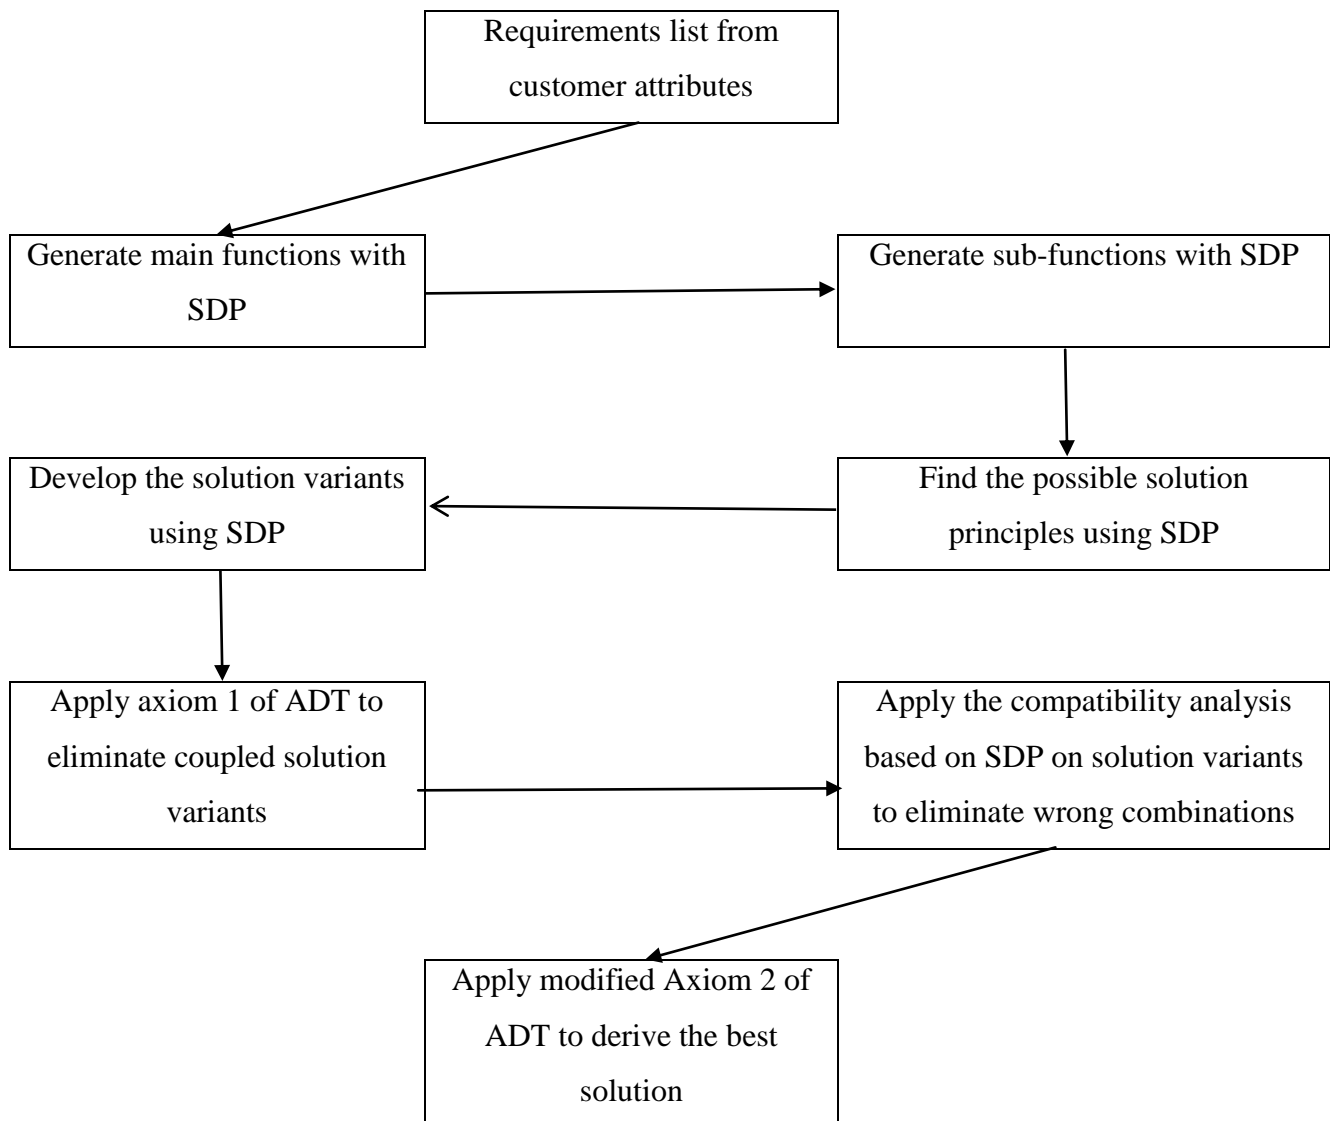 Requirements list from
customer attributes
Generate main functions with
SDP
Generate sub-functions with SDP
Develop the solution variants
using SDP
Find the possible solution
principles using SDP
Apply axiom 1 of ADT to
eliminate coupled solution
variants
Apply the compatibility analysis
based on SDP on solution variants
to eliminate wrong combinations
Apply modified Axiom 2 of
ADT to derive the best
solution